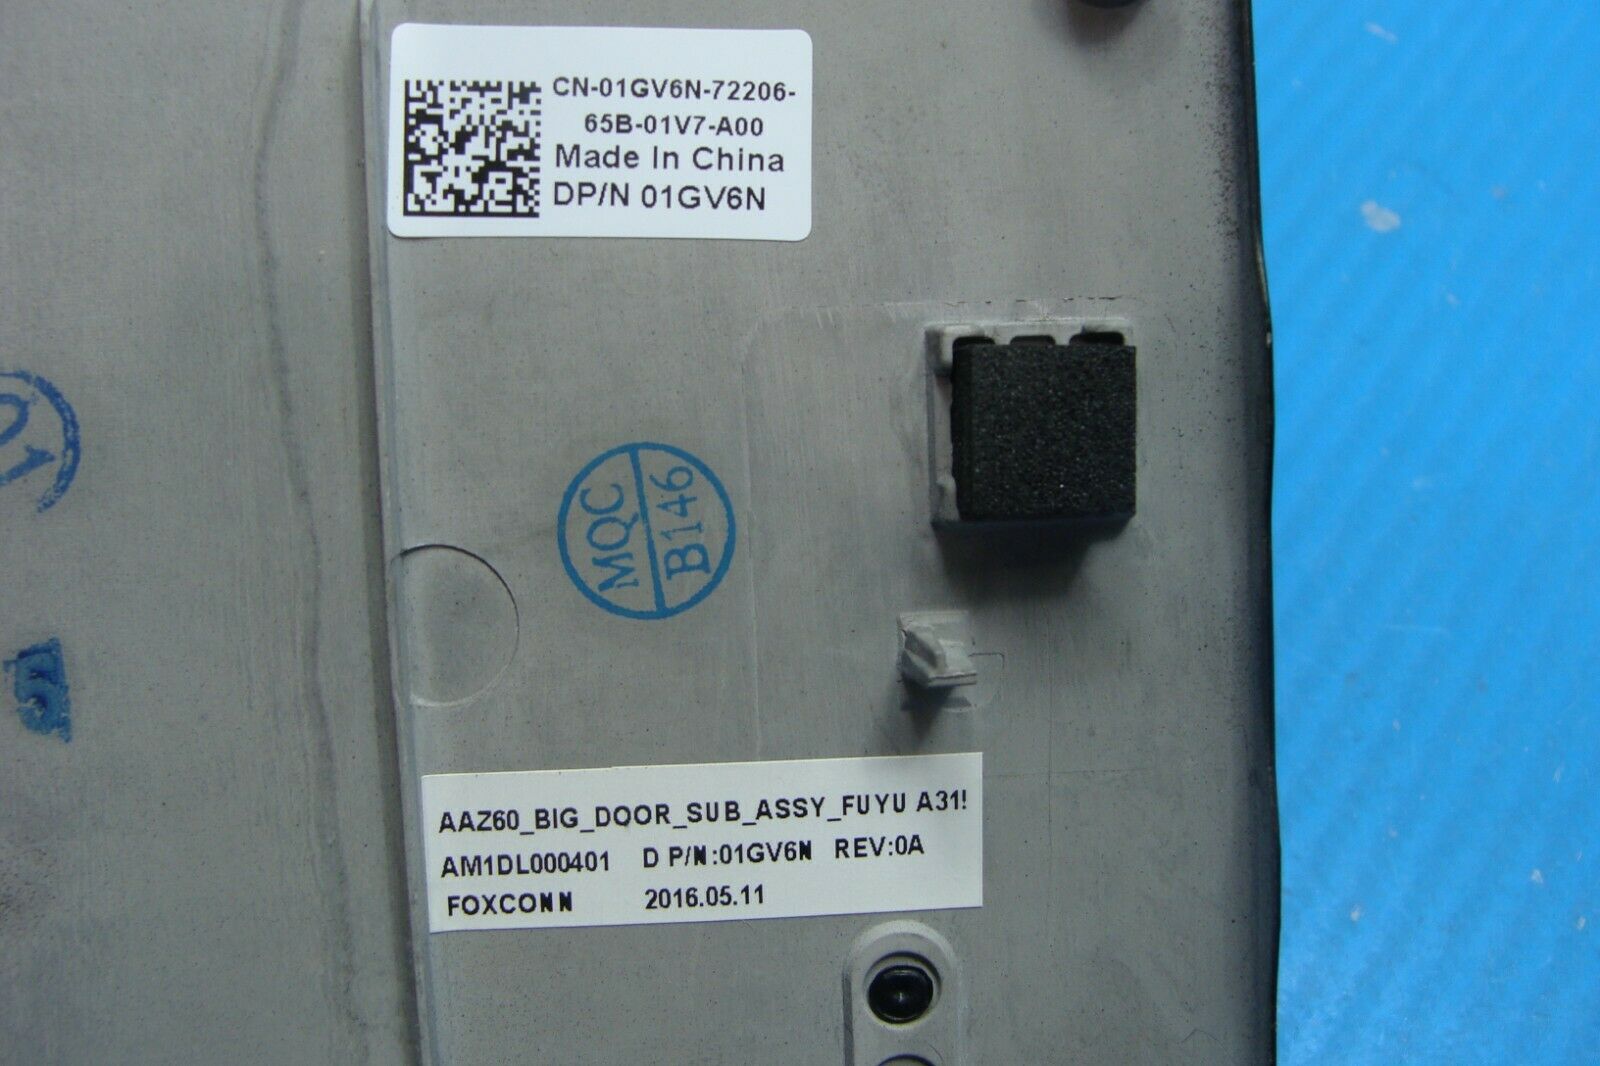 CN-01GV6N-72206-
65B-01V7-A00
Made In China
DP/N 01GV6N
01
MQC
B146
AAZ60_BIG_DOOR_SUB_ASSY_FUYU A31!
AM1DL000401 D P/N:01GV6N REV:0A
FOXCONN 2016.05.11